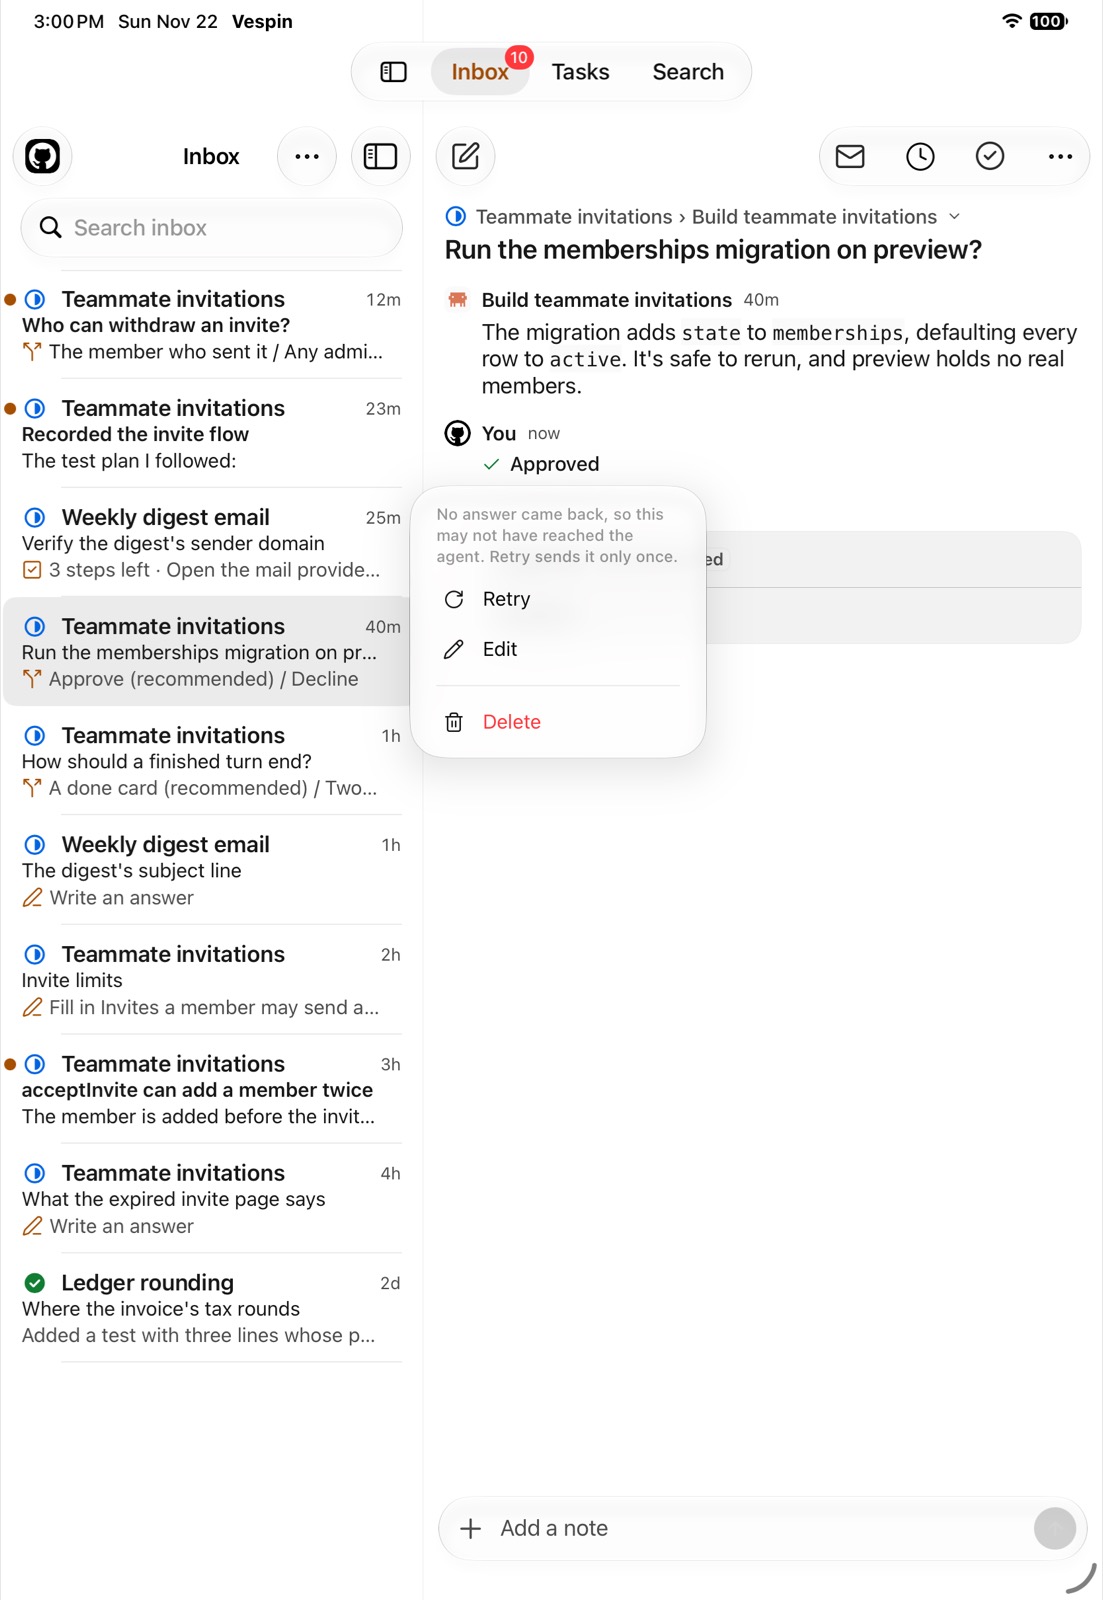 3:00 PM Sun Nov 22 Vespin
100
Inbox
10
Tasks
Search
Inbox
Search inbox
Teammate invitations 12m
Who can withdraw an invite?
The member who sent it / Any admi...
Teammate invitations 23m
Recorded the invite flow
The test plan I followed:
Weekly digest email 25m
Verify the digest's sender domain
3 steps left · Open the mail provide...
Teammate invitations 40m
Run the memberships migration on pr...
Approve (recommended) / Decline
Teammate invitations 1h
How should a finished turn end?
A done card (recommended) / Two...
Weekly digest email 1h
The digest's subject line
Write an answer
Teammate invitations 2h
Invite limits
Fill in Invites a member may send a...
Teammate invitations 3h
acceptInvite can add a member twice
The member is added before the invit...
Teammate invitations 4h
What the expired invite page says
Write an answer
Ledger rounding 2d
Where the invoice's tax rounds
Added a test with three lines whose p...
Teammate invitations › Build teammate invitations
Run the memberships migration on preview?
Build teammate invitations 40m
The migration adds state to memberships, defaulting every
row to active. It's safe to rerun, and preview holds no real
members.
You now
Approved
No answer came back, so this
may not have reached the
agent. Retry sends it only once.
Retry
Edit
Delete
Add a note